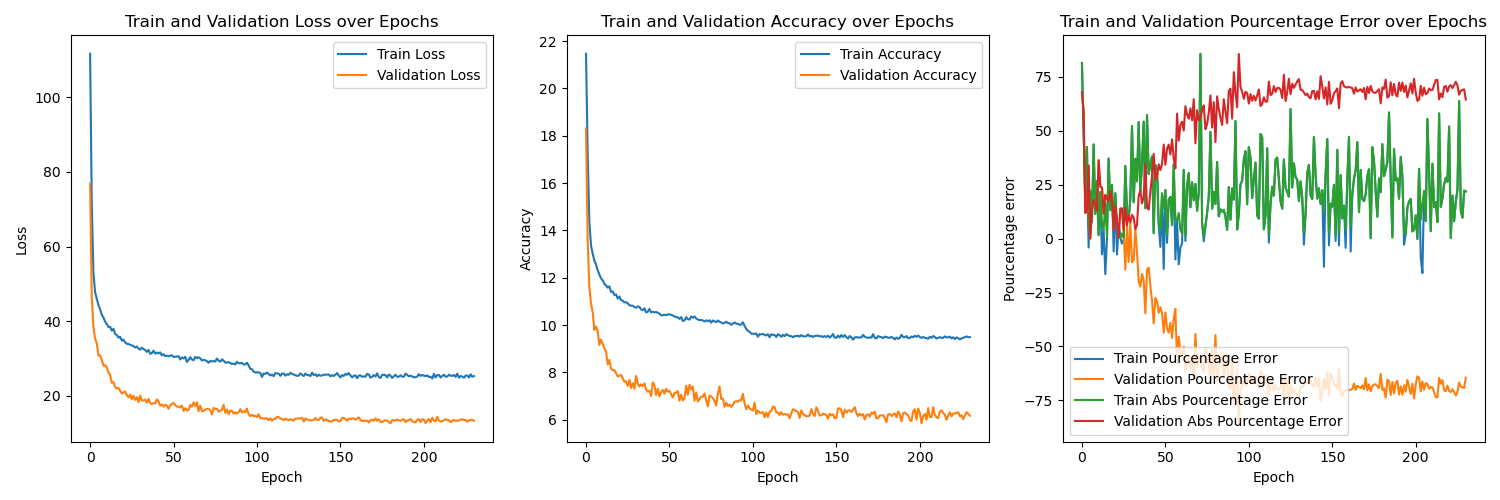 Train and Validation Loss over Epochs
Loss
100
80
60
40
20
0
50
100
150
200
Epoch
Train Loss
Validation Loss
Train and Validation Accuracy over Epochs
Accuracy
22
20
18
16
14
12
10
8
6
0
50
100
150
200
Epoch
Train Accuracy
Validation Accuracy
Train and Validation Pourcentage Error over Epochs
Pourcentage error
75
50
25
0
−25
−50
−75
0
50
100
150
200
Epoch
Train Pourcentage Error
Validation Pourcentage Error
Train Abs Pourcentage Error
Validation Abs Pourcentage Error